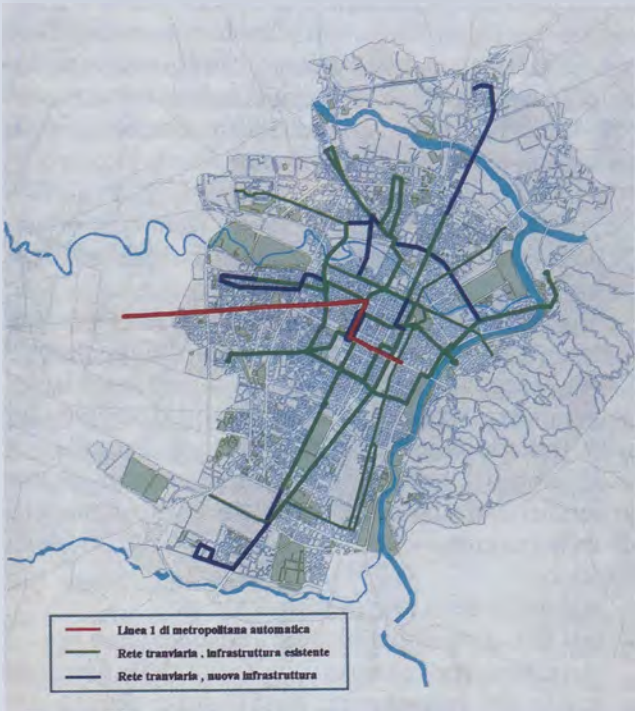 Linea 1 di metropolitana automatica
Rete tranviaria , infrastruttura esistente
Rete tranviaria , nuova infrastruttura